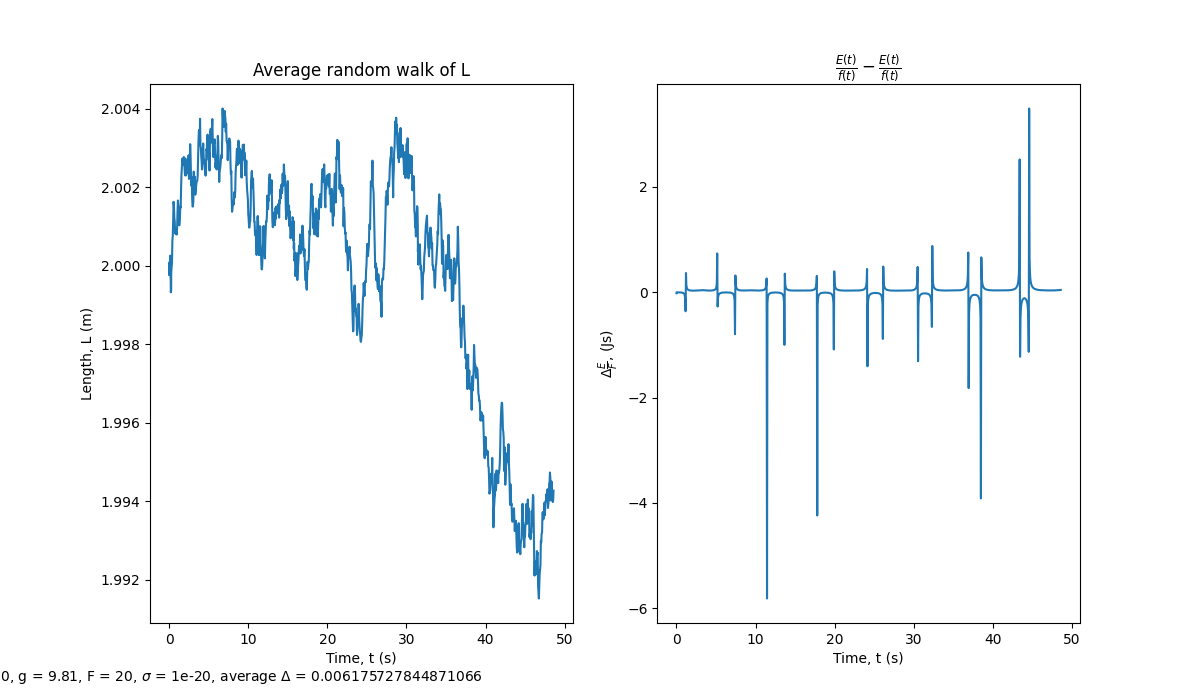 Average random walk of L
E(t)/f(t) − E(t)/f(t)
2.004
2.002
2.000
1.998
1.996
1.994
1.992
Length, L (m)
0 10 20 30 40 50
Time, t (s)
2
0
−2
−4
−6
Δ E/F, (Js)
0 10 20 30 40 50
Time, t (s)
0, g = 9.81, F = 20, σ = 1e-20, average Δ = 0.006175727844871066